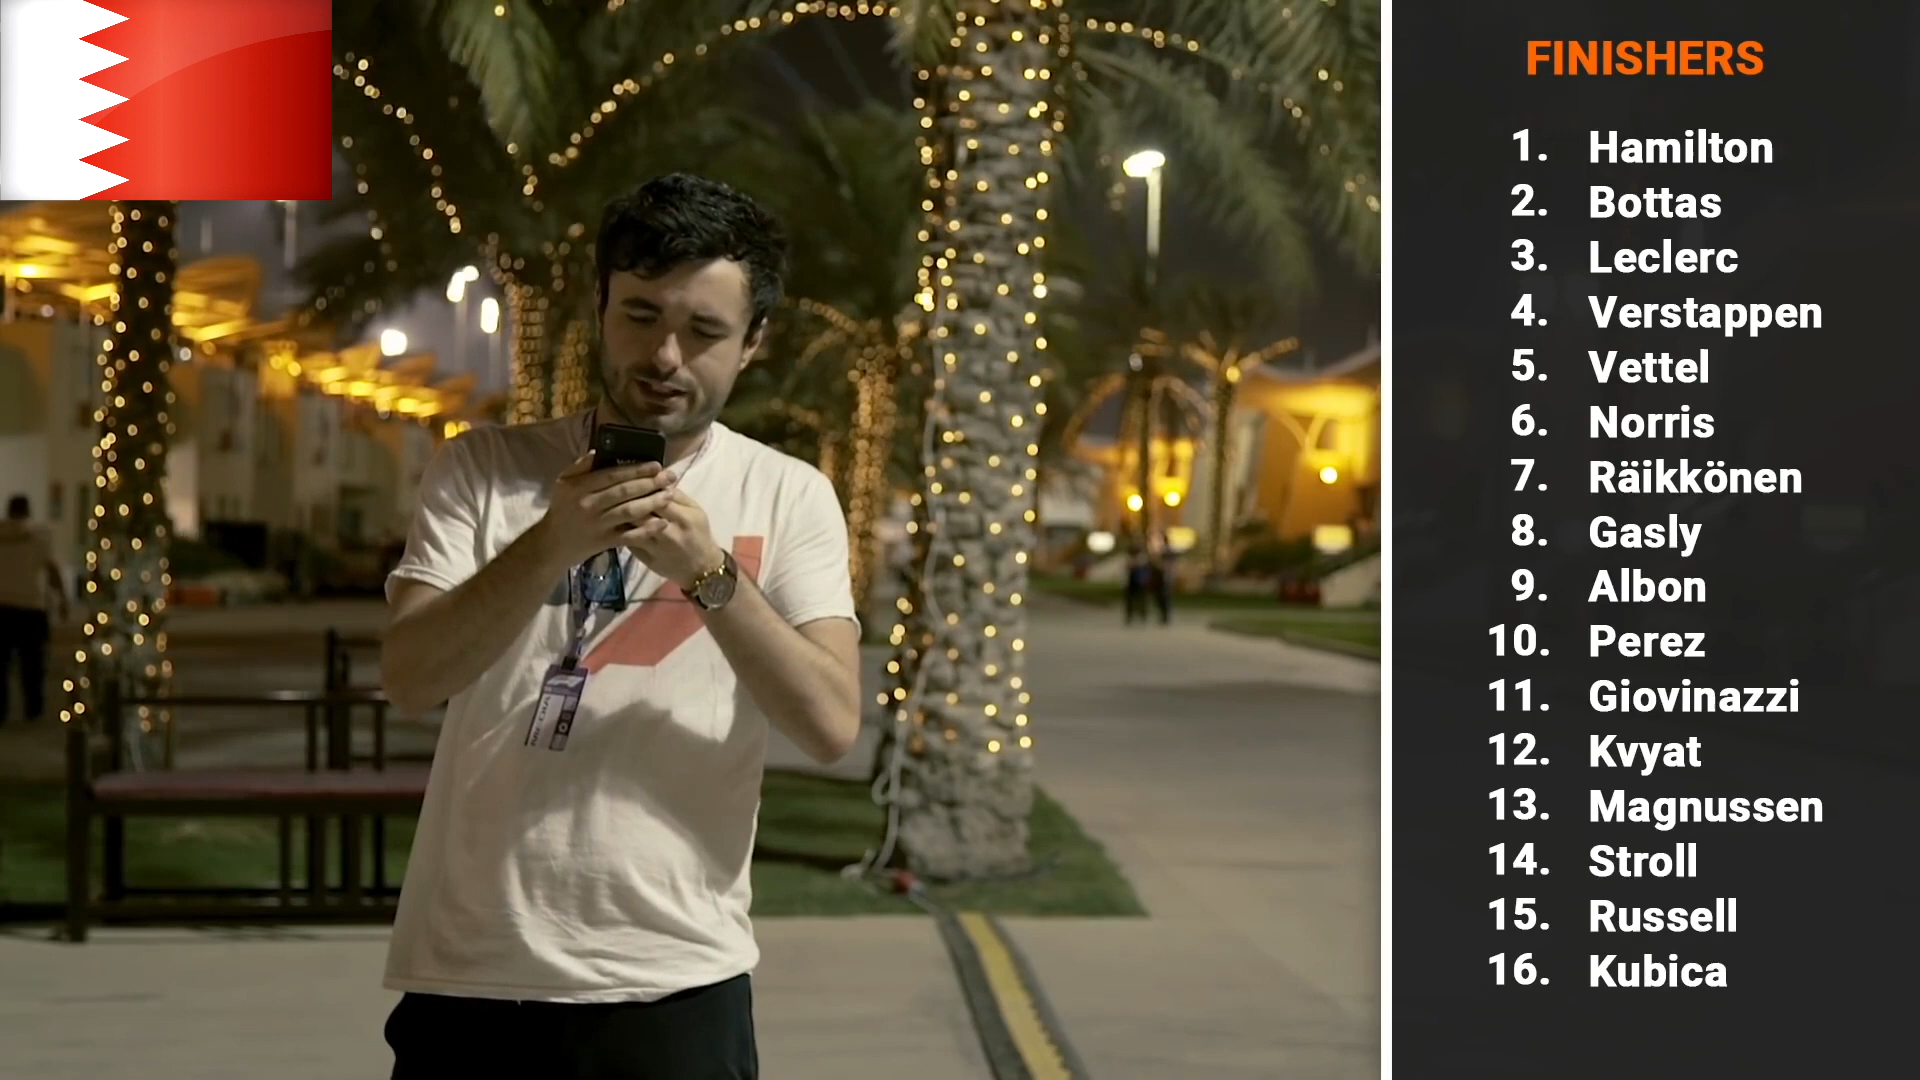 FINISHERS
1. Hamilton
2. Bottas
3. Leclerc
4. Verstappen
5. Vettel
6. Norris
7. Räikkönen
8. Gasly
9. Albon
10. Perez
11. Giovinazzi
12. Kvyat
13. Magnussen
14. Stroll
15. Russell
16. Kubica